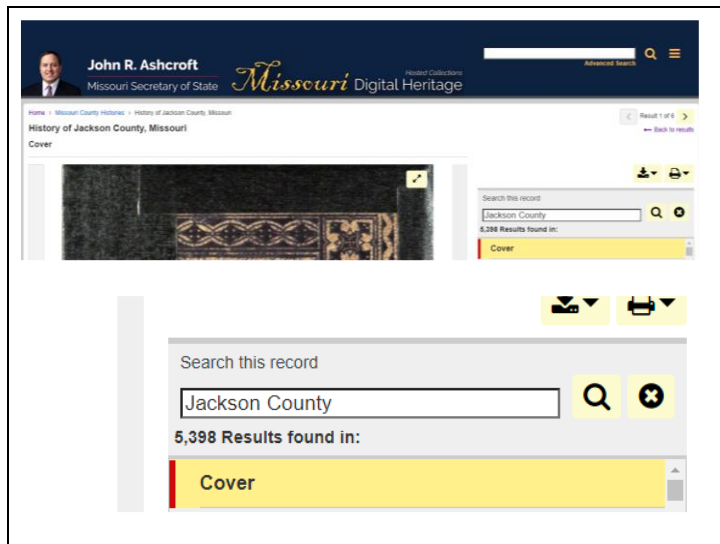 John R. Ashcroft
Missouri Secretary of State
Hosted Collections
Missouri Digital Heritage
Advanced Search
Home › Missouri County Histories › History of Jackson County, Missouri
Result 1 of 6
History of Jackson County, Missouri
Back to results
Cover
Search this record
Jackson County
5,398 Results found in:
Cover
Search this record
Jackson County
5,398 Results found in:
Cover